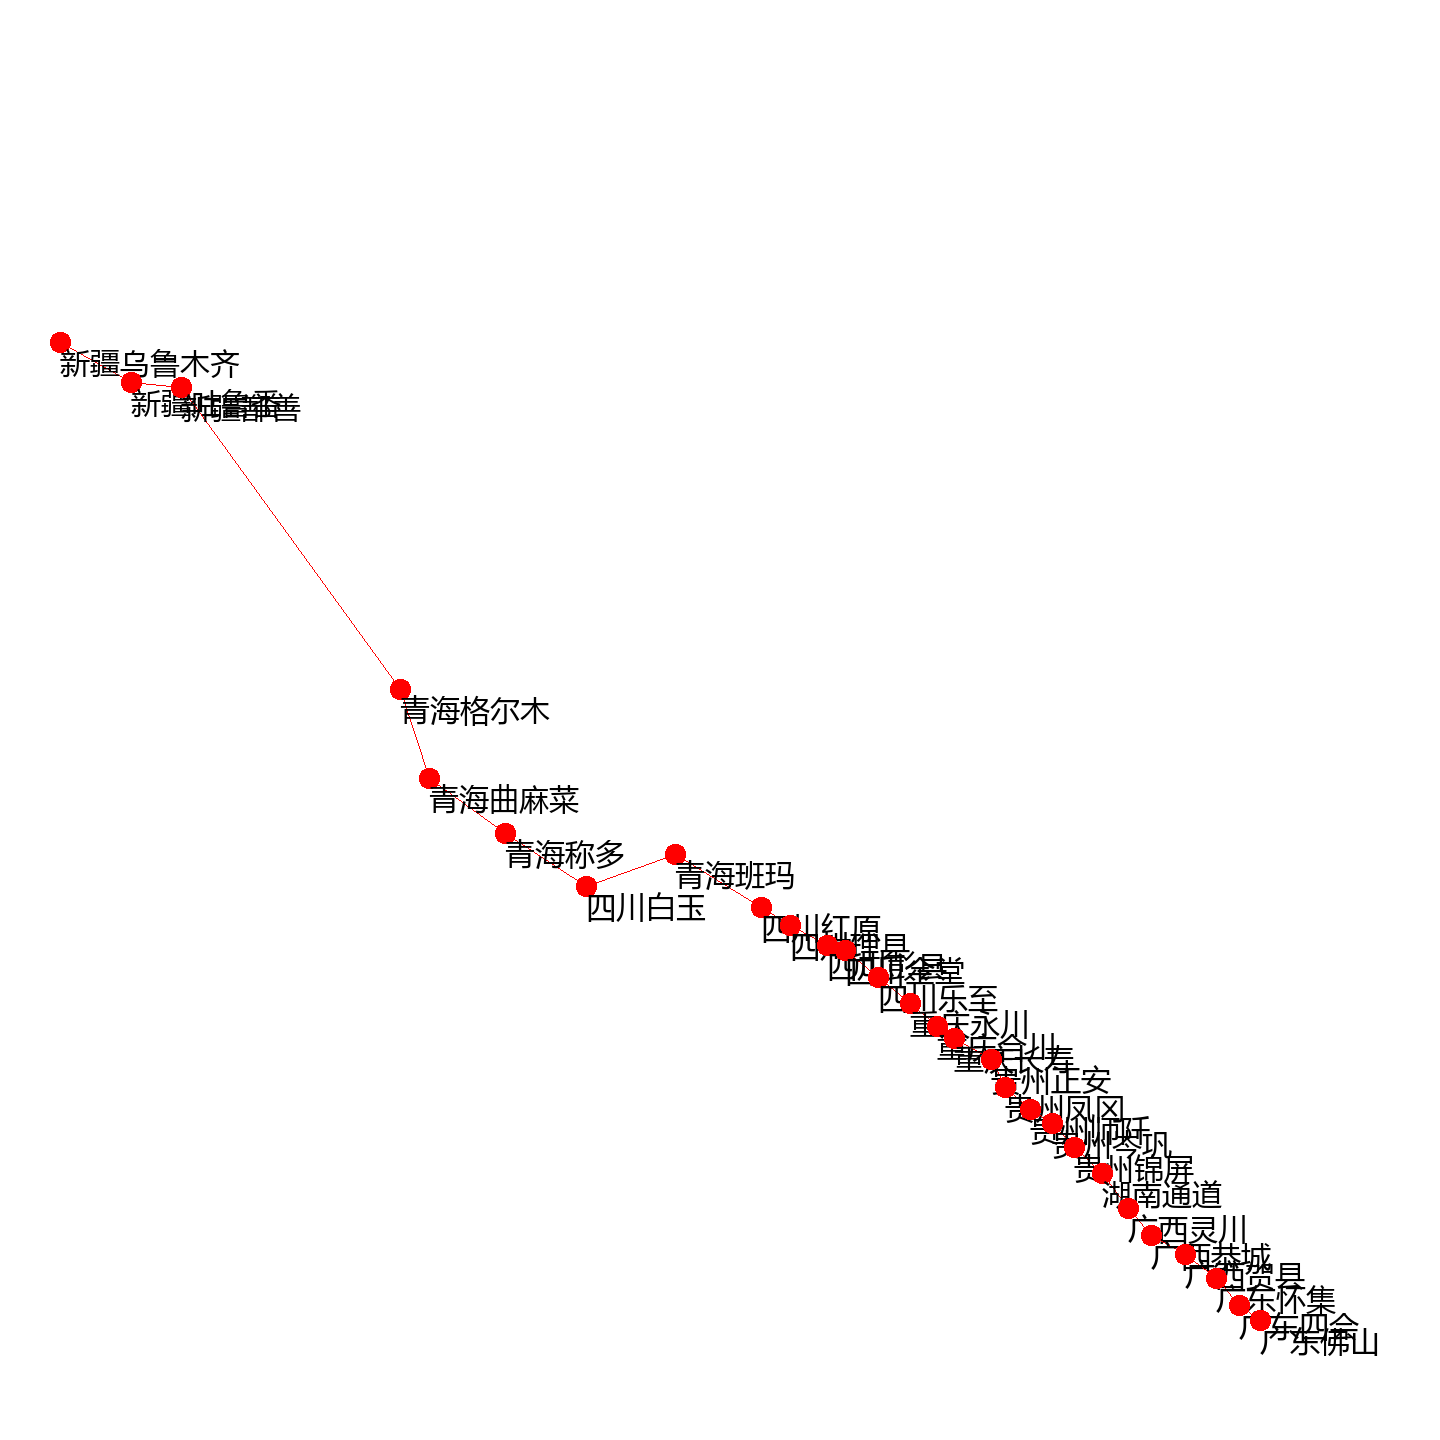 新疆乌鲁木齐
新疆吐鲁番
新疆鄯善
青海格尔木
青海曲麻菜
青海称多
四川白玉
青海班玛
四川红原
四川理县
四川彭县
四川金堂
四川乐至
重庆永川
重庆合川
重庆长寿
贵州正安
贵州凤冈
贵州石阡
贵州岑巩
贵州锦屏
湖南通道
广西灵川
广西恭城
广西贺县
广东怀集
广东四会
广东佛山